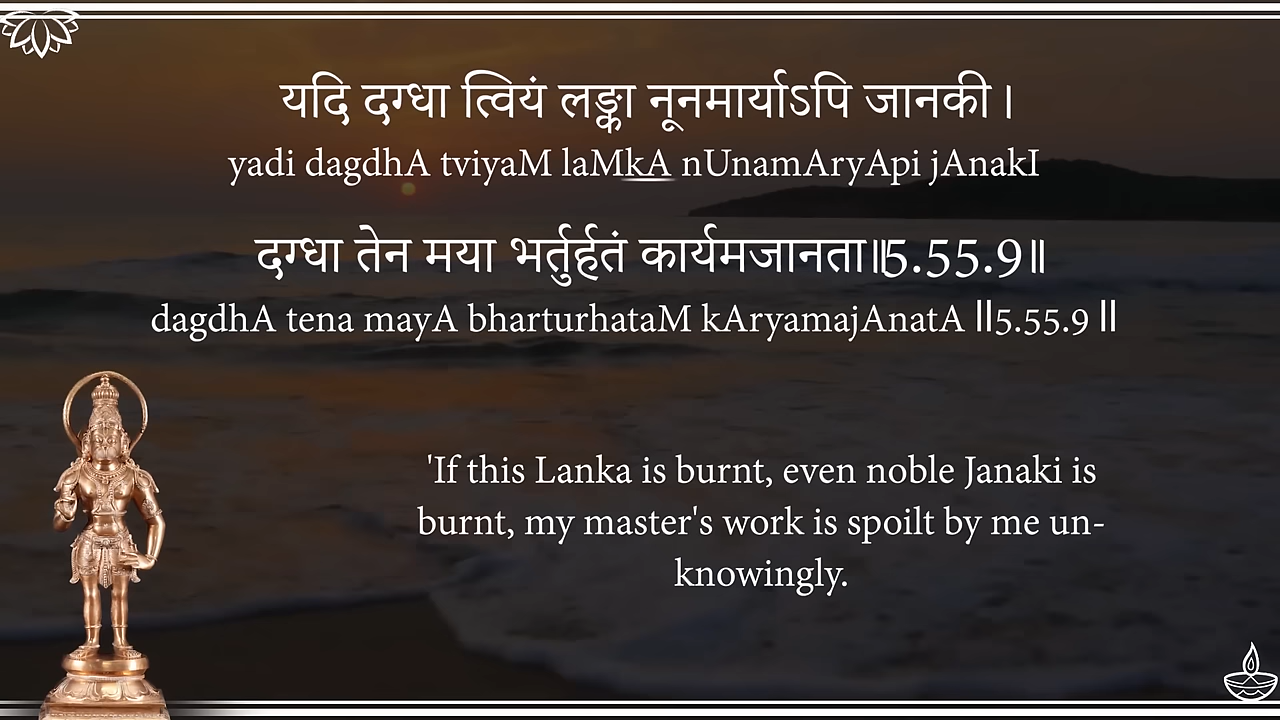 यदि दग्धा त्वियं लङ्का नूनमार्याऽपि जानकी।
yadi dagdhA tviyaM laMkA nUnamAryApi jAnakI
दग्धा तेन मया भर्तुर्हतं कार्यमजानता॥5.55.9॥
dagdhA tena mayA bharturhataM kAryamajAnatA ॥5.55.9॥
'If this Lanka is burnt, even noble Janaki is
burnt, my master's work is spoilt by me un-
knowingly.